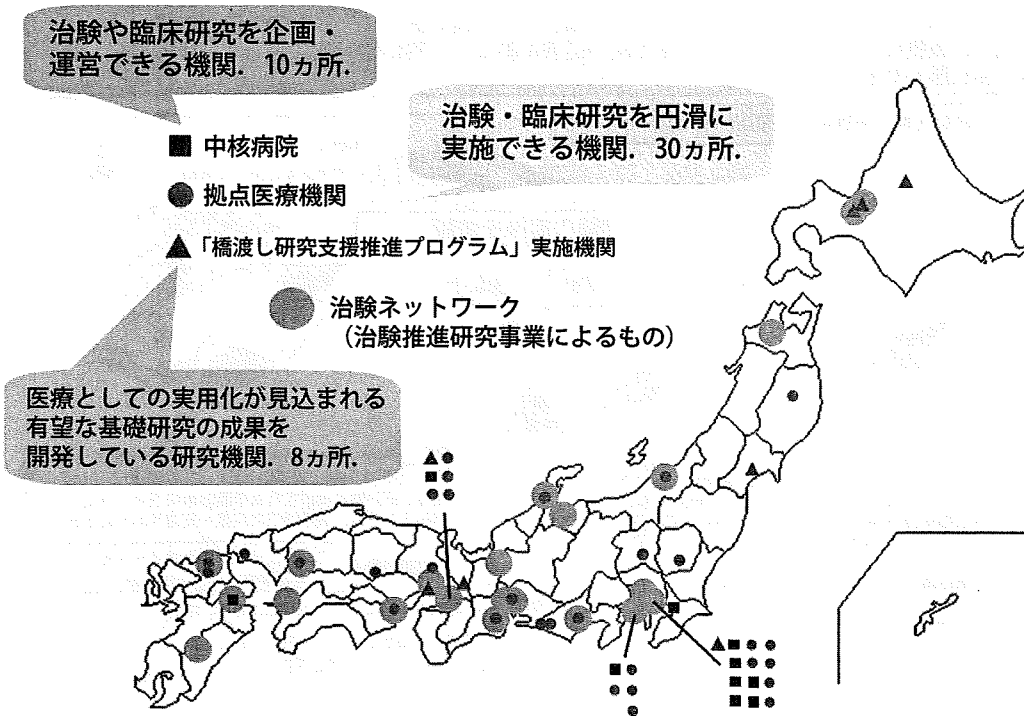 治験や臨床研究を企画・
運営できる機関．10ヵ所．
治験・臨床研究を円滑に
実施できる機関．30ヵ所．
中核病院
拠点医療機関
「橋渡し研究支援推進プログラム」実施機関
治験ネットワーク
（治験推進研究事業によるもの）
医療としての実用化が見込まれる
有望な基礎研究の成果を
開発している研究機関．8ヵ所．